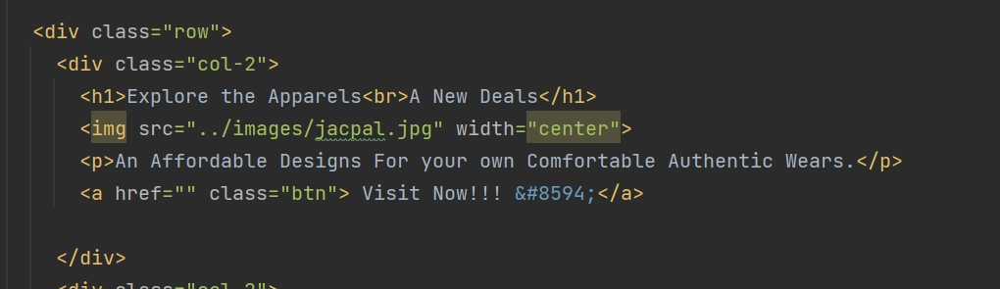 <div class="row">
<div class="col-2">
<h1>Explore the Apparels<br>A New Deals</h1>
<img src="../images/jacpal.jpg" width="center">
<p>An Affordable Designs For your own Comfortable Authentic Wears.</p>
<a href="" class="btn"> Visit Now!!! &#8594;</a>
</div>
<div class="col-2">